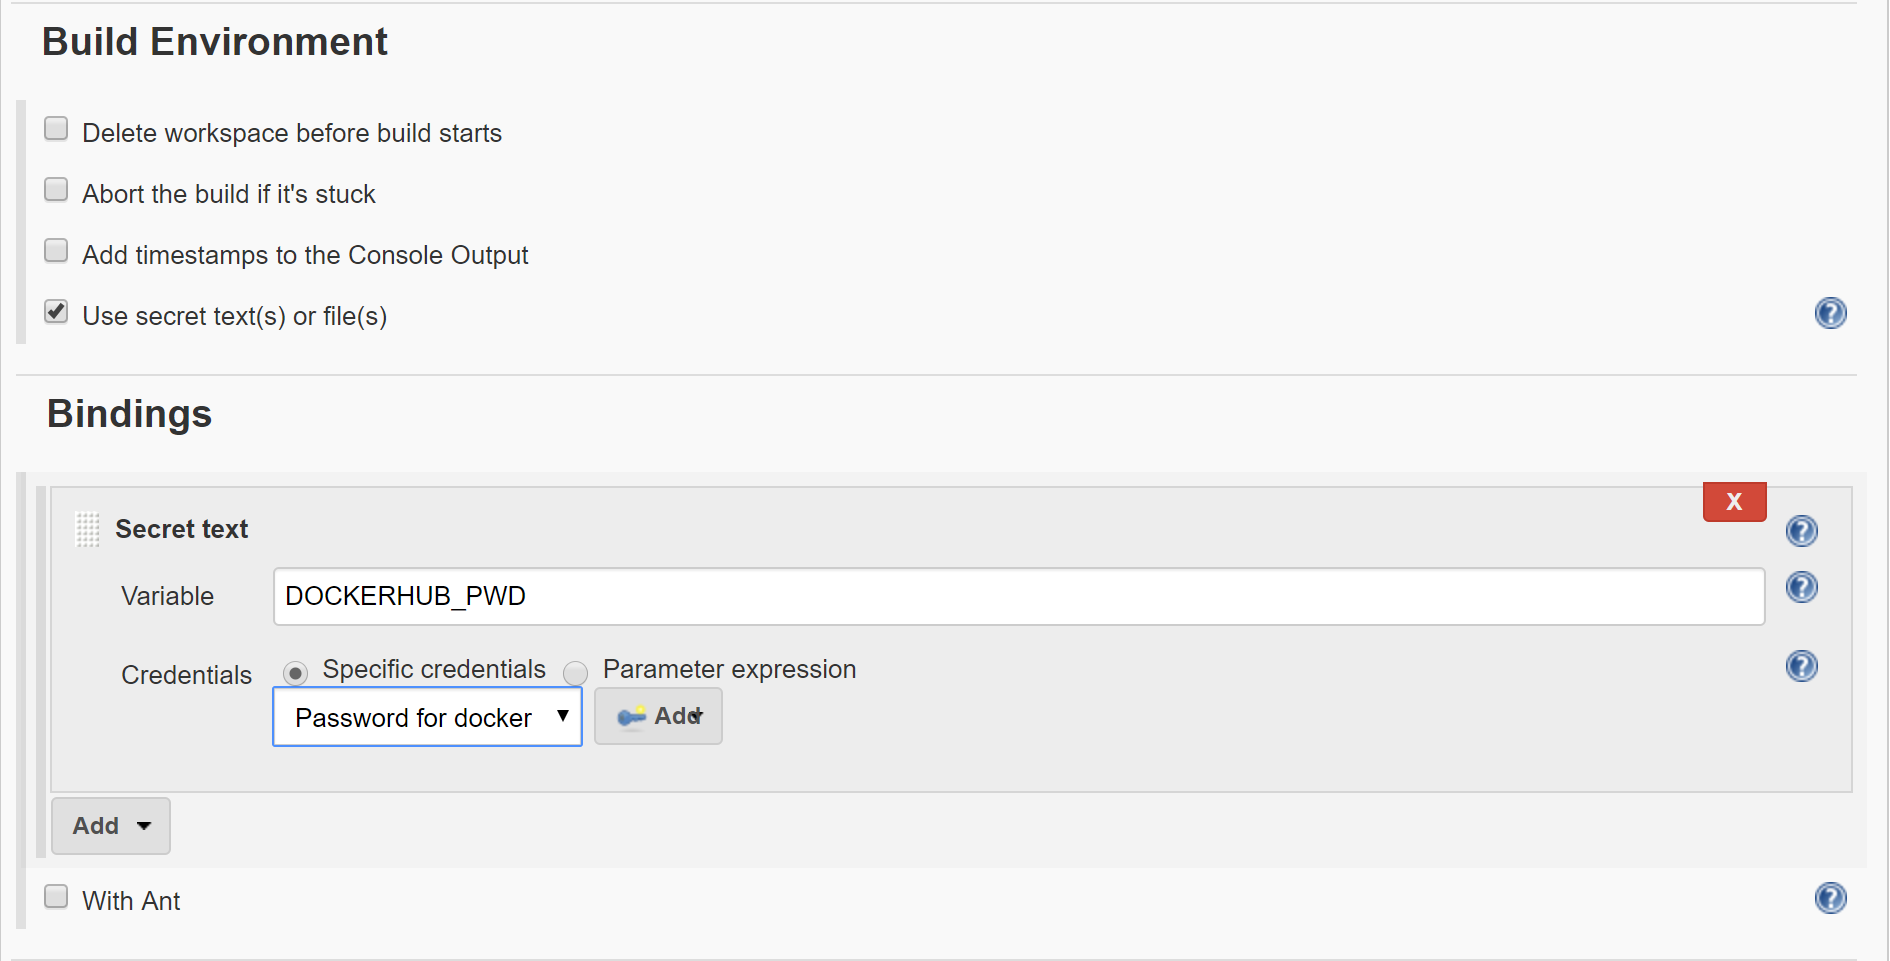 Build Environment
Delete workspace before build starts
Abort the build if it's stuck
Add timestamps to the Console Output
Use secret text(s) or file(s)
?
Bindings
X
Secret text
?
Variable
DOCKERHUB_PWD
?
Credentials
Specific credentials
Parameter expression
?
Password for docker
Add
Add
With Ant
?